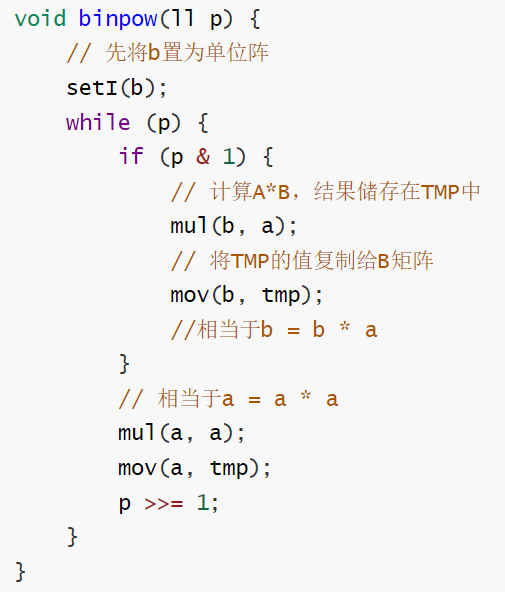 void binpow(ll p) {
    // 先将b置为单位阵
    setI(b);
    while (p) {
        if (p & 1) {
            // 计算A*B，结果储存在TMP中
            mul(b, a);
            // 将TMP的值复制给B矩阵
            mov(b, tmp);
            //相当于b = b * a
        }
        // 相当于a = a * a
        mul(a, a);
        mov(a, tmp);
        p >>= 1;
    }
}